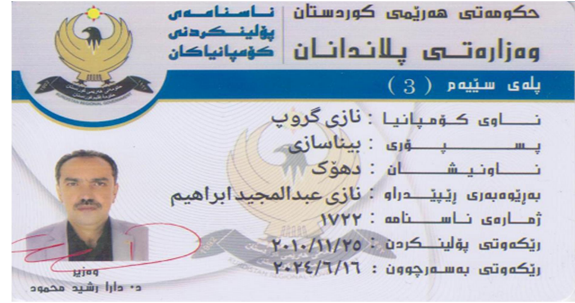 حکومەتی هەرێمی کوردستان
وەزارەتی پلاندانان
ناسنامەی
پۆلینکردنی
کۆمپانیاکان
پلەی سێیەم ( 3 )
ناوی کۆمپانیا : نازی گروپ
پسپۆری : بیناسازی
ناونیشان : دهۆک
بەڕێوەبەری ڕێپێدراو : نازی عبدالمجید ابراهیم
ژمارەی ناسنامە : ١٧٢٢
ڕێکەوتی پۆلینکردن : ٢٠١٠/١١/٢٥
ڕێکەوتی بەسەرچوون : ٢٠٢٤/٦/١٦
وەزیر
د. دارا رشید محمود